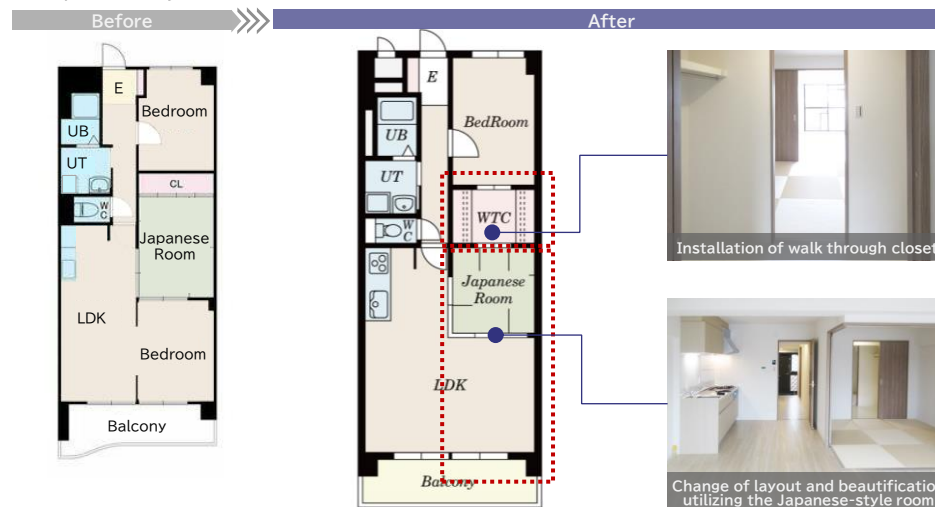 Before
After
E
Bedroom
UB
UT
CL
WC
Japanese
Room
LDK
Bedroom
Balcony
E
BedRoom
UB
UT
WTC
WC
Japanese
Room
LDK
Balcony
Installation of walk through closet
Change of layout and beautificatio
utilizing the Japanese-style room